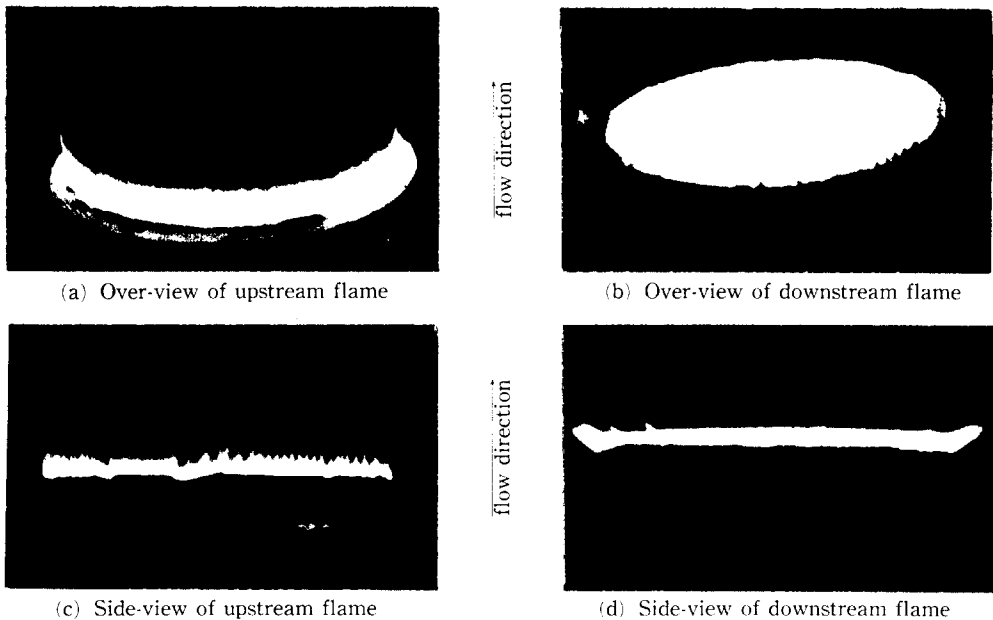 flow direction
(a) Over-view of upstream flame
(b) Over-view of downstream flame
flow direction
(c) Side-view of upstream flame
(d) Side-view of downstream flame